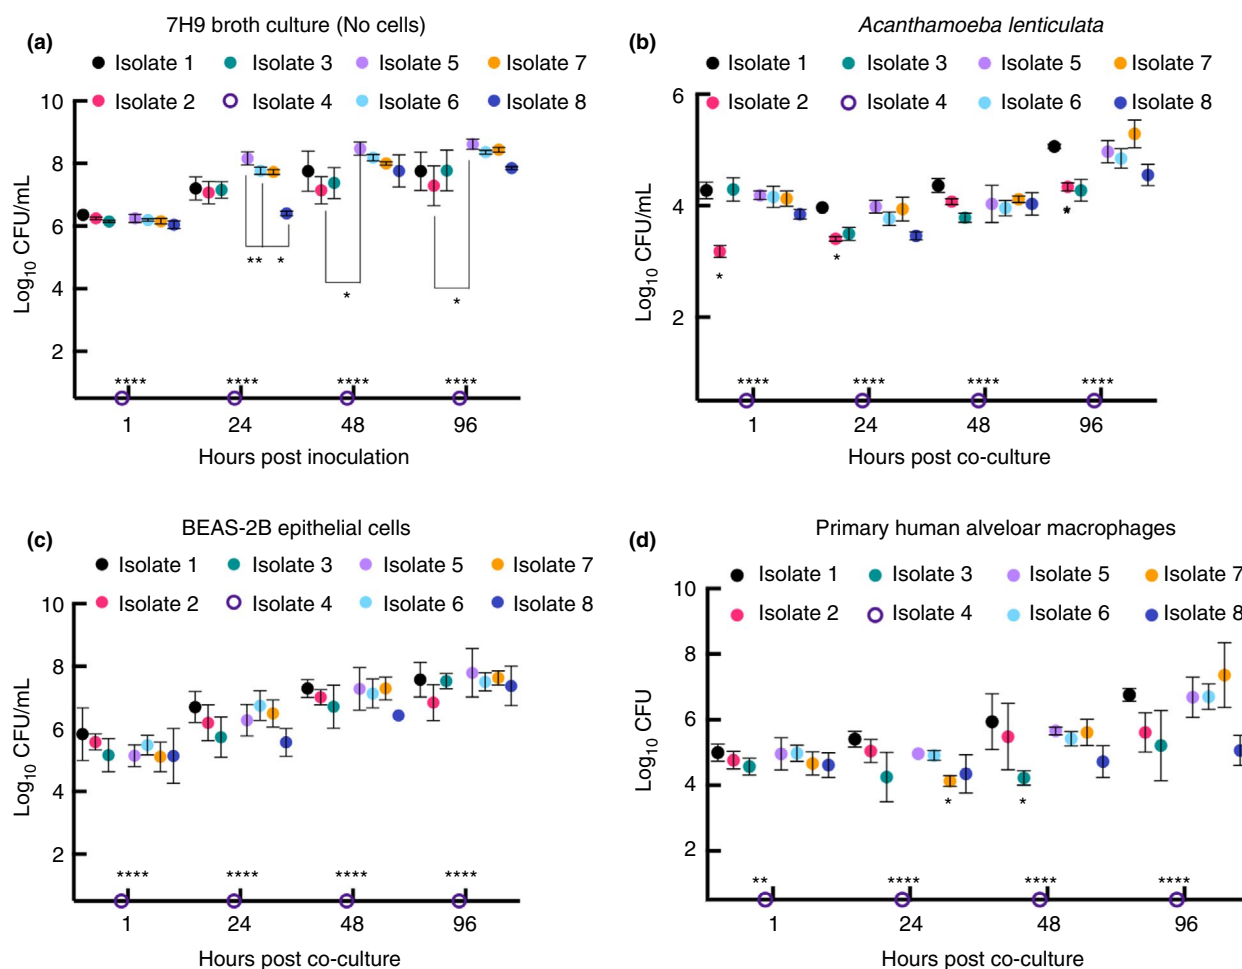 (a)
7H9 broth culture (No cells)
Isolate 1
Isolate 3
Isolate 5
Isolate 7
Isolate 2
Isolate 4
Isolate 6
Isolate 8
Log10 CFU/mL
10
8
6
4
2
**
*
*
*
****
****
****
****
1
24
48
96
Hours post inoculation
(b)
Acanthamoeba lenticulata
Isolate 1
Isolate 3
Isolate 5
Isolate 7
Isolate 2
Isolate 4
Isolate 6
Isolate 8
Log10 CFU/mL
6
4
2
*
*
*
****
****
****
****
1
24
48
96
Hours post co-culture
(c)
BEAS-2B epithelial cells
Isolate 1
Isolate 3
Isolate 5
Isolate 7
Isolate 2
Isolate 4
Isolate 6
Isolate 8
Log10 CFU/mL
10
8
6
4
2
****
****
****
****
1
24
48
96
Hours post co-culture
(d)
Primary human alveloar macrophages
Isolate 1
Isolate 3
Isolate 5
Isolate 7
Isolate 2
Isolate 4
Isolate 6
Isolate 8
Log10 CFU
10
8
6
4
2
*
*
**
****
****
****
1
24
48
96
Hours post co-culture